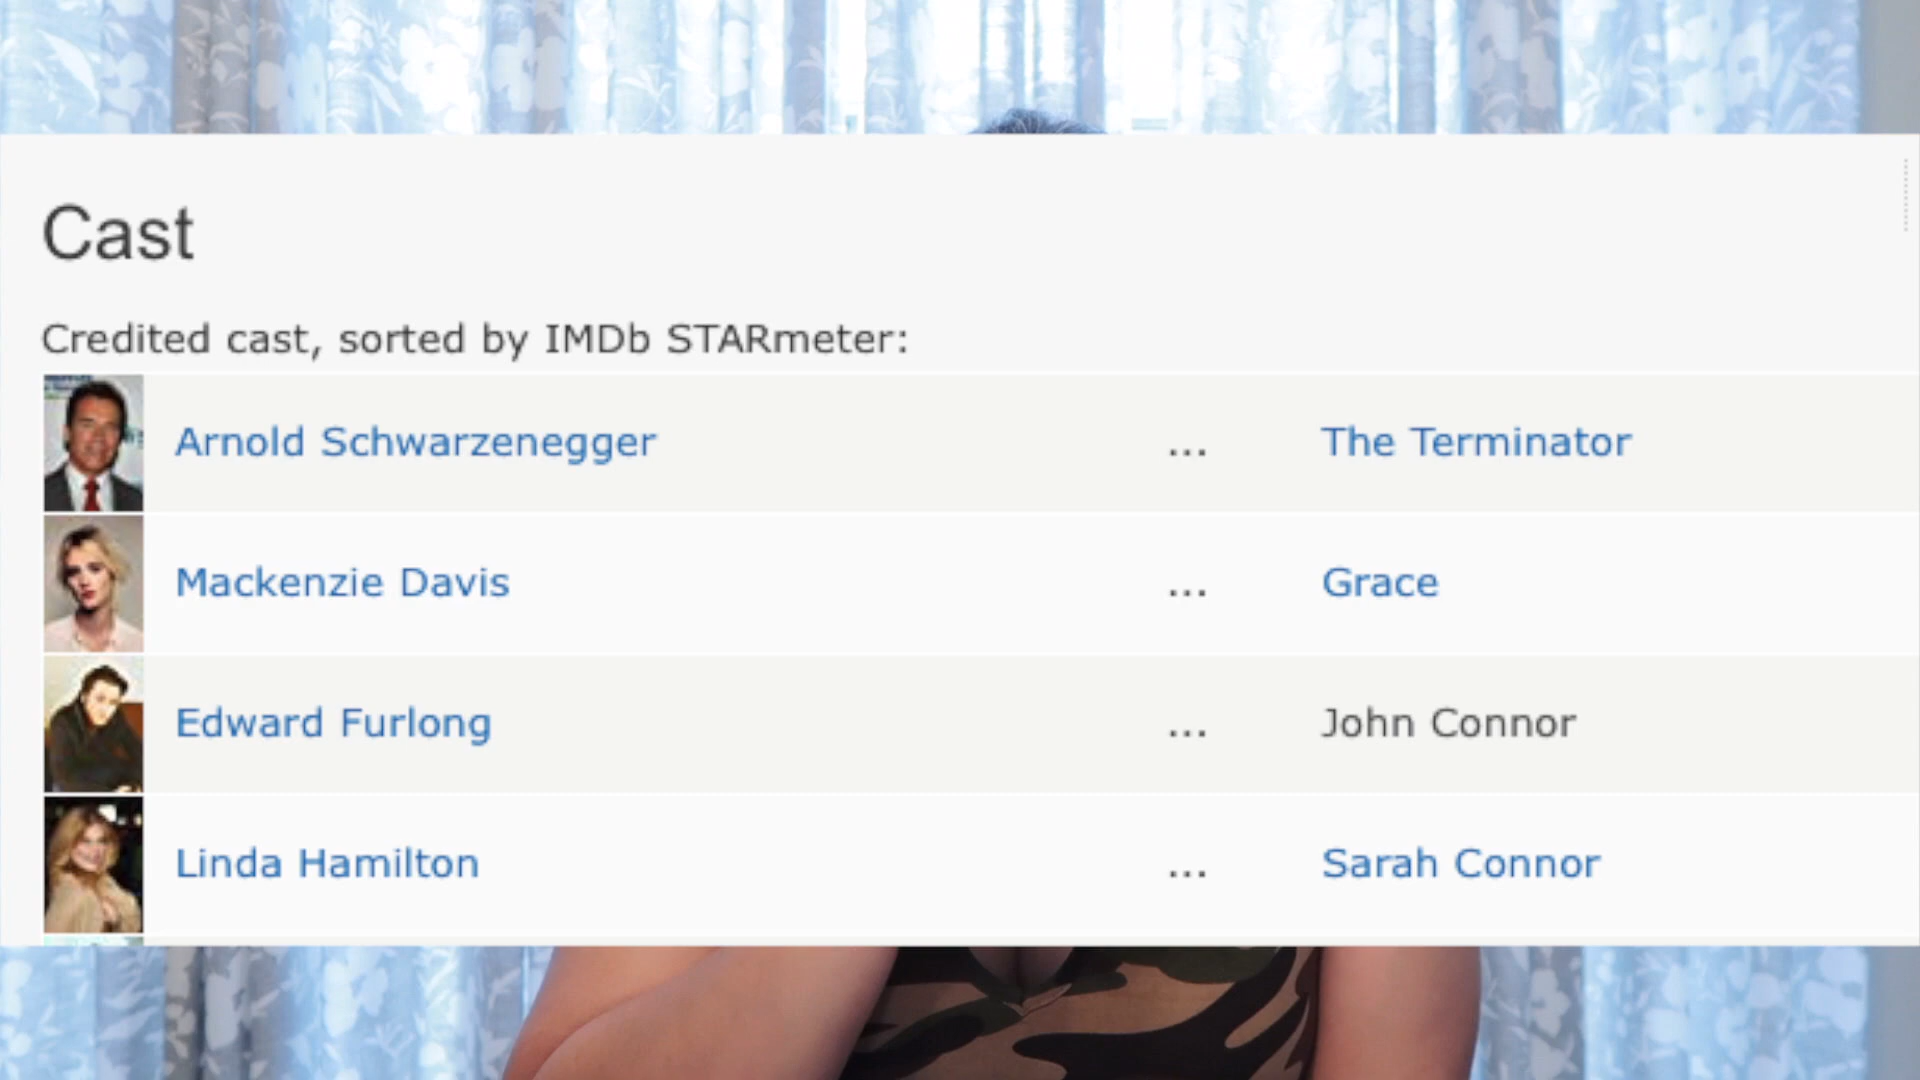 Cast
Credited cast, sorted by IMDb STARmeter:
Arnold Schwarzenegger ... The Terminator
Mackenzie Davis ... Grace
Edward Furlong ... John Connor
Linda Hamilton ... Sarah Connor